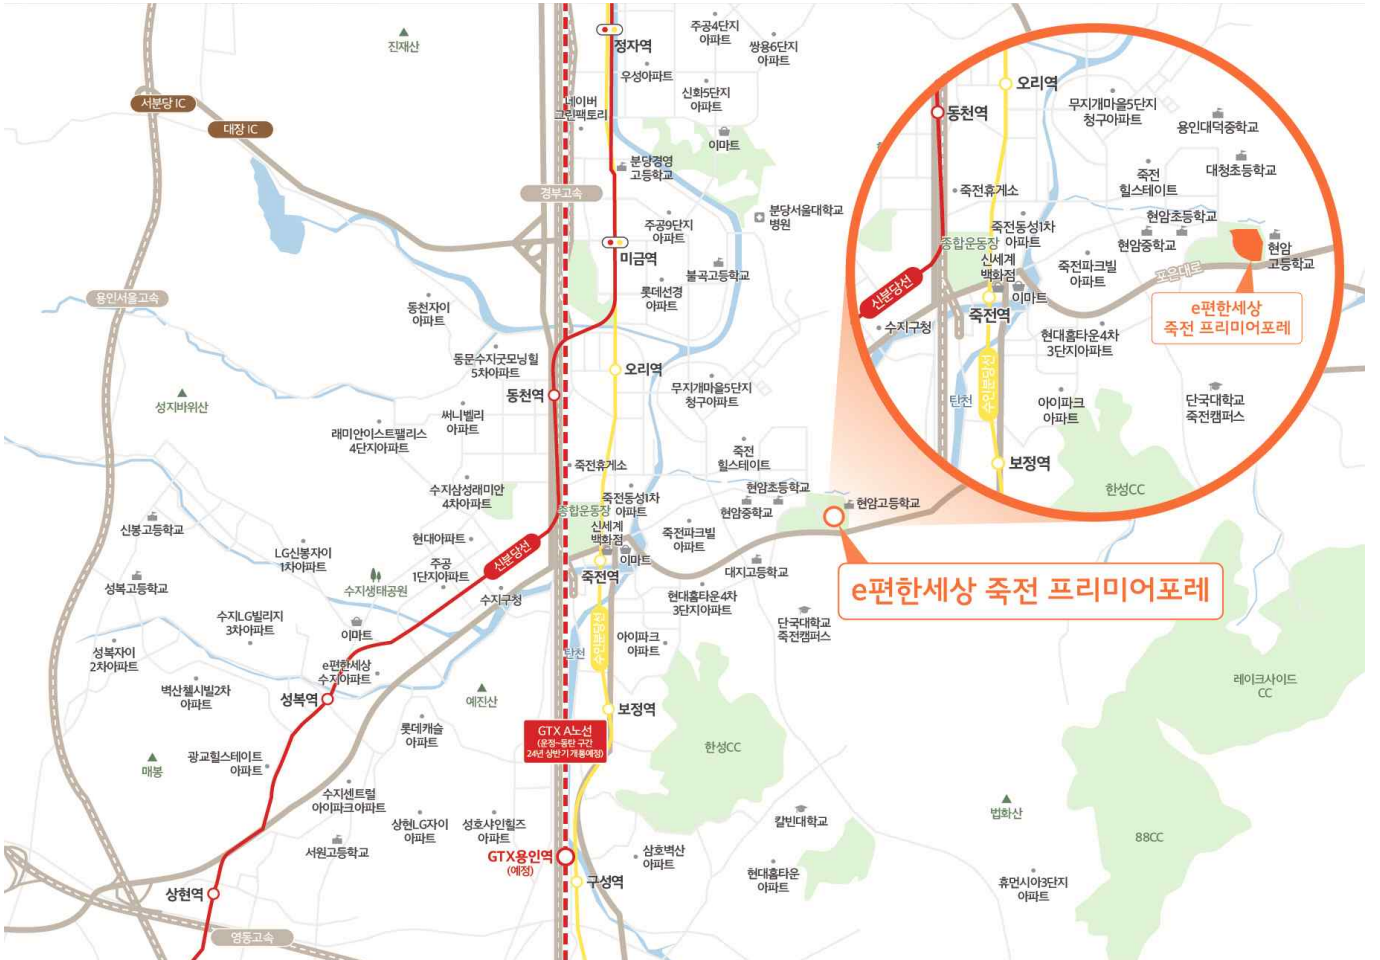 진재산
주공4단지
아파트
쌍용6단지
아파트
정자역
우성아파트
신화5단지
아파트
네이버
그린팩토리
서분당 IC
대장 IC
이마트
분당경영
고등학교
경부고속
주공9단지
아파트
분당서울대학교
병원
미금역
불곡고등학교
롯데선경
아파트
용인서울고속
동천자이
아파트
동문수지굿모닝힐
5차아파트
오리역
무지개마을5단지
청구아파트
성지바위산
동천역
써니벨리
아파트
래미안이스트팰리스
4단지아파트
죽전
힐스테이트
죽전휴게소
수지삼성래미안
4차아파트
죽전동성1차
아파트
현암초등학교
현암중학교
현암고등학교
종합운동장
신세계
백화점
이마트
죽전파크빌
아파트
신봉고등학교
LG신봉자이
1차아파트
현대아파트
주공
1단지아파트
신분당선
죽전역
대지고등학교
성복고등학교
수지생태공원
수지구청
현대홈타운4차
3단지아파트
e편한세상 죽전 프리미어포레
수지LG빌리지
3차아파트
이마트
수인분당선
탄천
아이파크
아파트
단국대학교
죽전캠퍼스
성복자이
2차아파트
e편한세상
수지아파트
벽산첼시빌2차
아파트
성복역
예진산
보정역
레이크사이드
CC
롯데캐슬
아파트
GTX A노선
(운정~동탄 구간
24년 상반기 개통예정)
한성CC
매봉
광교힐스테이트
아파트
수지센트럴
아이파크아파트
상현LG자이
아파트
성호샤인힐즈
아파트
칼빈대학교
법화산
88CC
서원고등학교
GTX용인역
(예정)
삼호벽산
아파트
구성역
현대홈타운
아파트
휴먼시아3단지
아파트
상현역
영동고속
오리역
동천역
무지개마을5단지
청구아파트
용인대덕중학교
대청초등학교
죽전
힐스테이트
죽전휴게소
현암초등학교
죽전동성1차
아파트
종합운동장
현암중학교
현암
고등학교
신세계
백화점
이마트
죽전파크빌
아파트
포은대로
신분당선
e편한세상
죽전 프리미어포레
죽전역
수지구청
현대홈타운4차
3단지아파트
수인분당선
탄천
아이파크
아파트
단국대학교
죽전캠퍼스
보정역
한성CC